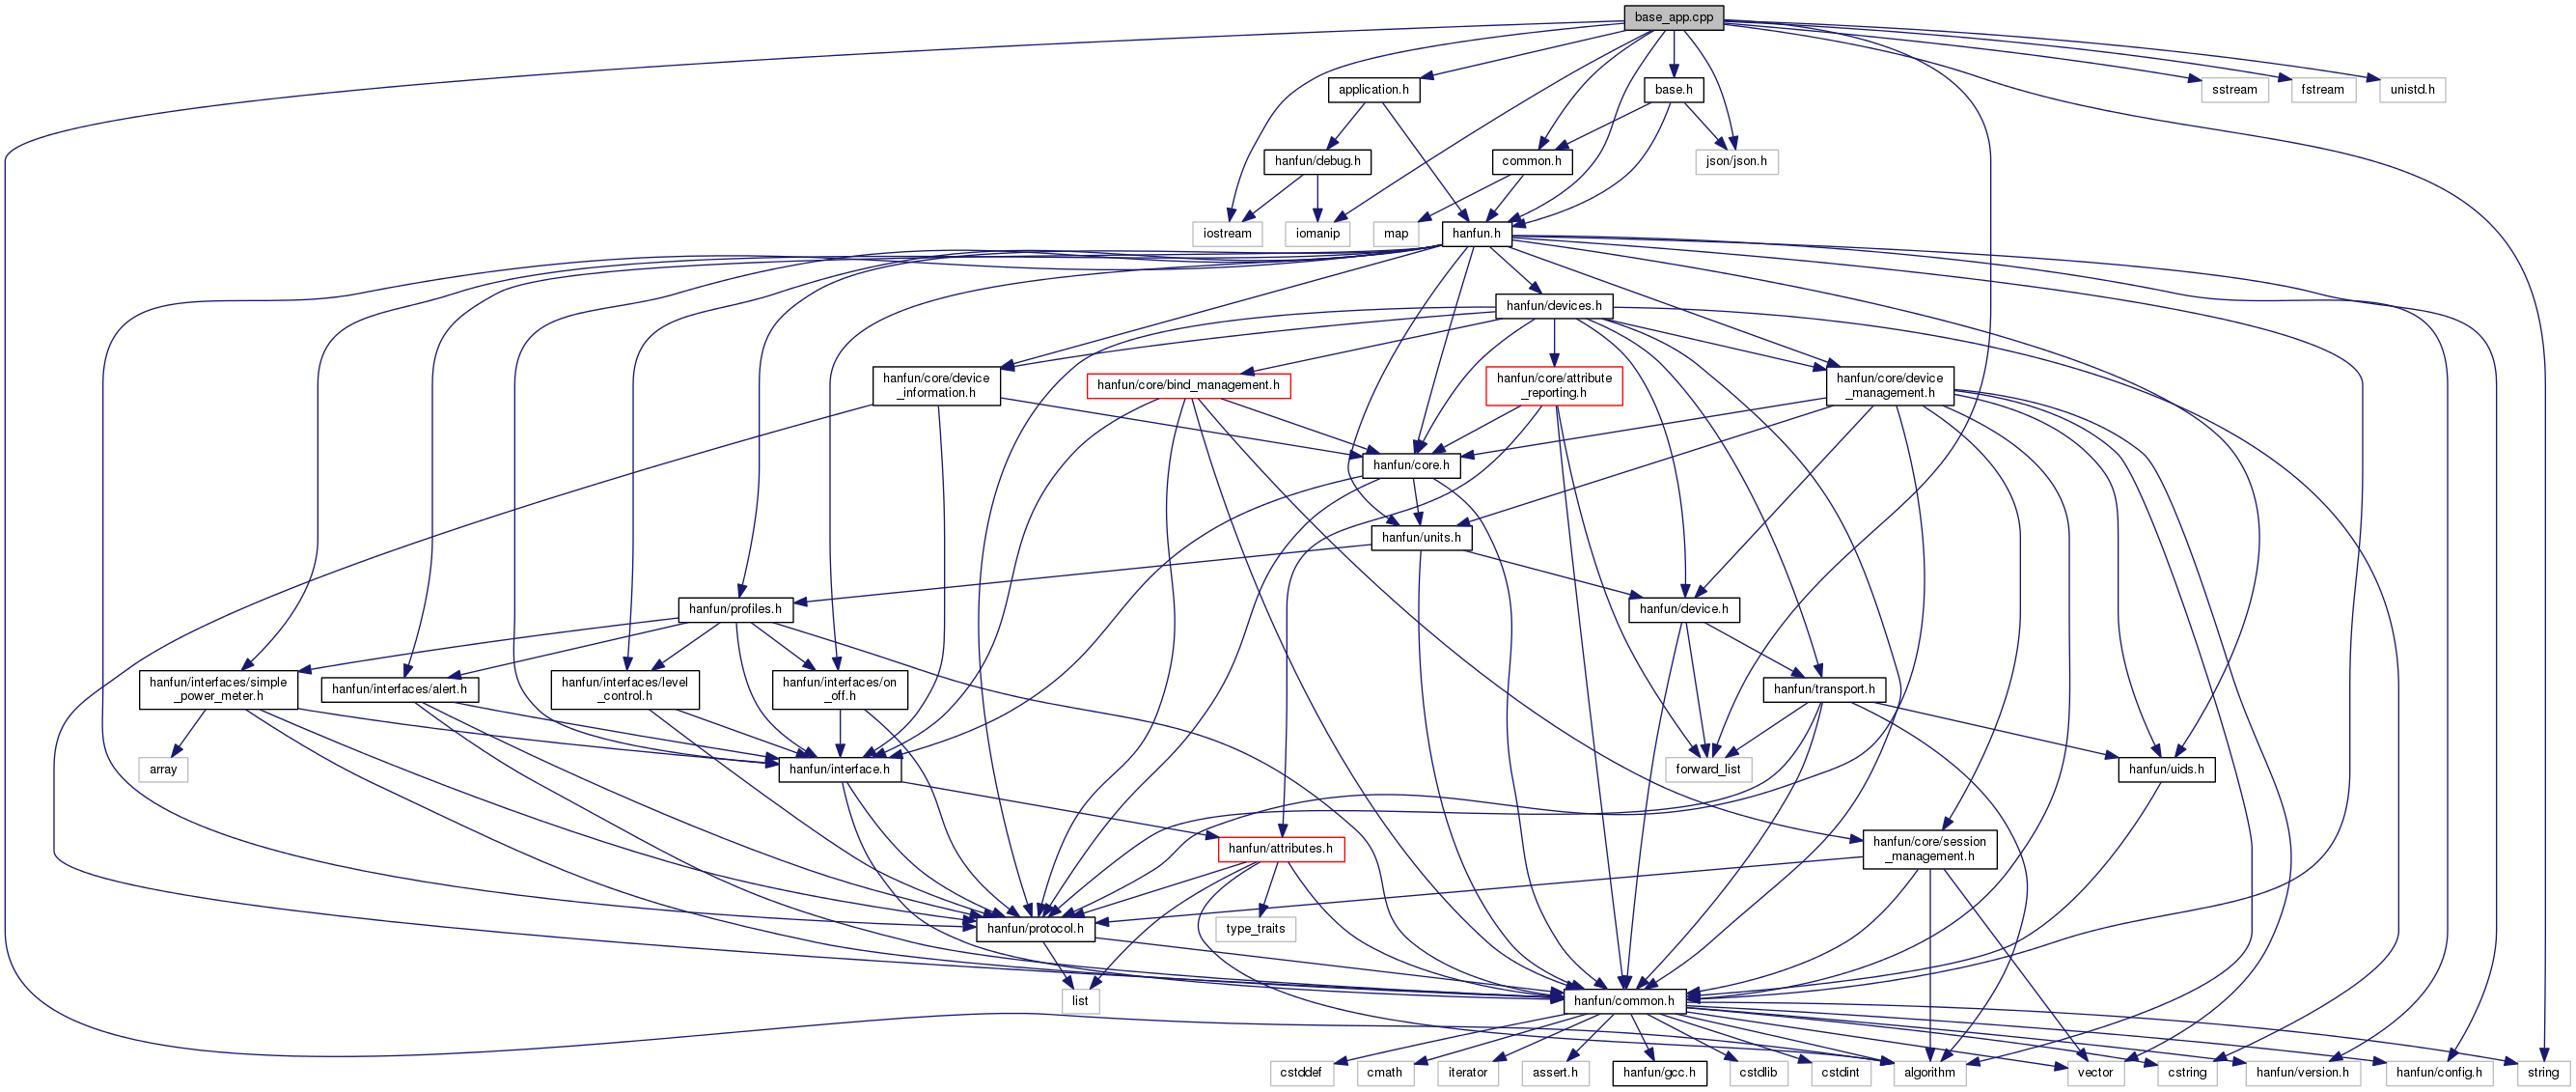 base_app.cpp
application.h
base.h
sstream
fstream
unistd.h
hanfun/debug.h
common.h
json/json.h
iostream
iomanip
map
hanfun.h
hanfun/devices.h
hanfun/core/device
_information.h
hanfun/core/bind_management.h
hanfun/core/attribute
_reporting.h
hanfun/core/device
_management.h
hanfun/core.h
hanfun/units.h
hanfun/profiles.h
hanfun/device.h
hanfun/interfaces/simple
_power_meter.h
hanfun/interfaces/alert.h
hanfun/interfaces/level
_control.h
hanfun/interfaces/on
_off.h
hanfun/transport.h
array
hanfun/interface.h
forward_list
hanfun/uids.h
hanfun/attributes.h
hanfun/core/session
_management.h
hanfun/protocol.h
type_traits
list
hanfun/common.h
cstddef
cmath
iterator
assert.h
hanfun/gcc.h
cstdlib
cstdint
algorithm
vector
cstring
hanfun/version.h
hanfun/config.h
string